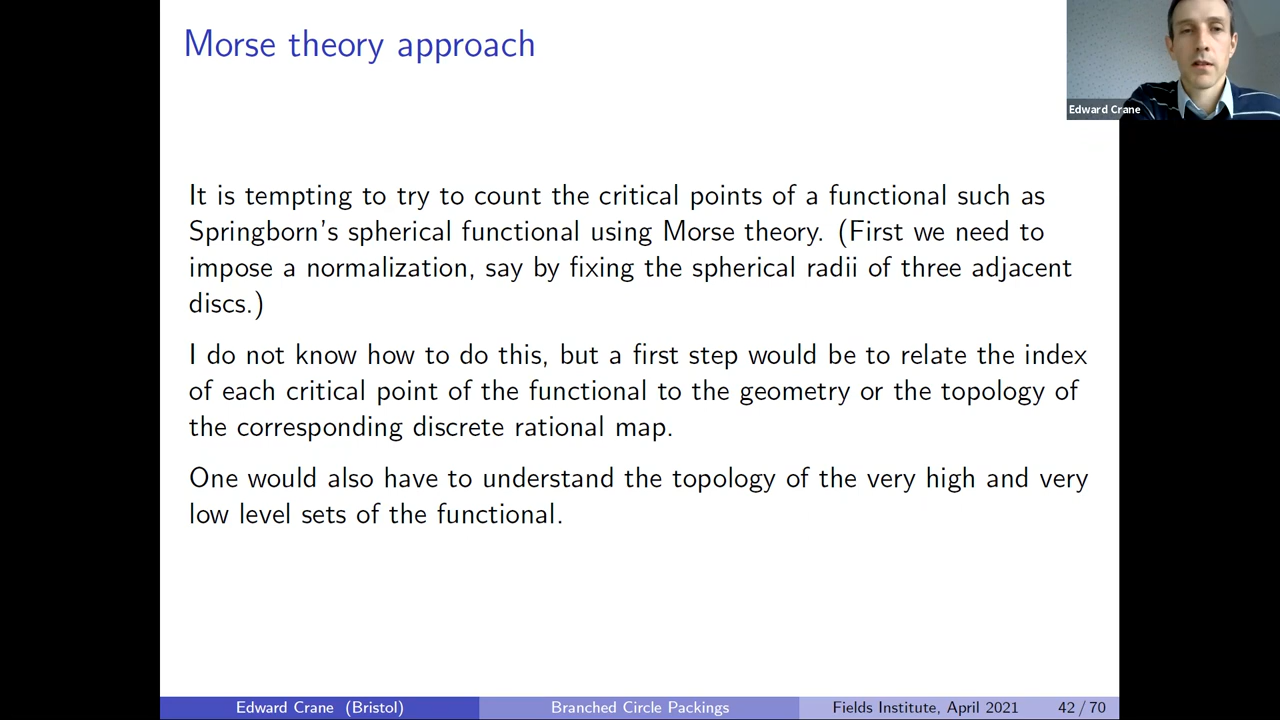 Morse theory approach
Edward Crane
It is tempting to try to count the critical points of a functional such as
Springborn's spherical functional using Morse theory. (First we need to
impose a normalization, say by fixing the spherical radii of three adjacent
discs.)
I do not know how to do this, but a first step would be to relate the index
of each critical point of the functional to the geometry or the topology of
the corresponding discrete rational map.
One would also have to understand the topology of the very high and very
low level sets of the functional.
Edward Crane (Bristol) Branched Circle Packings Fields Institute, April 2021 42 / 70